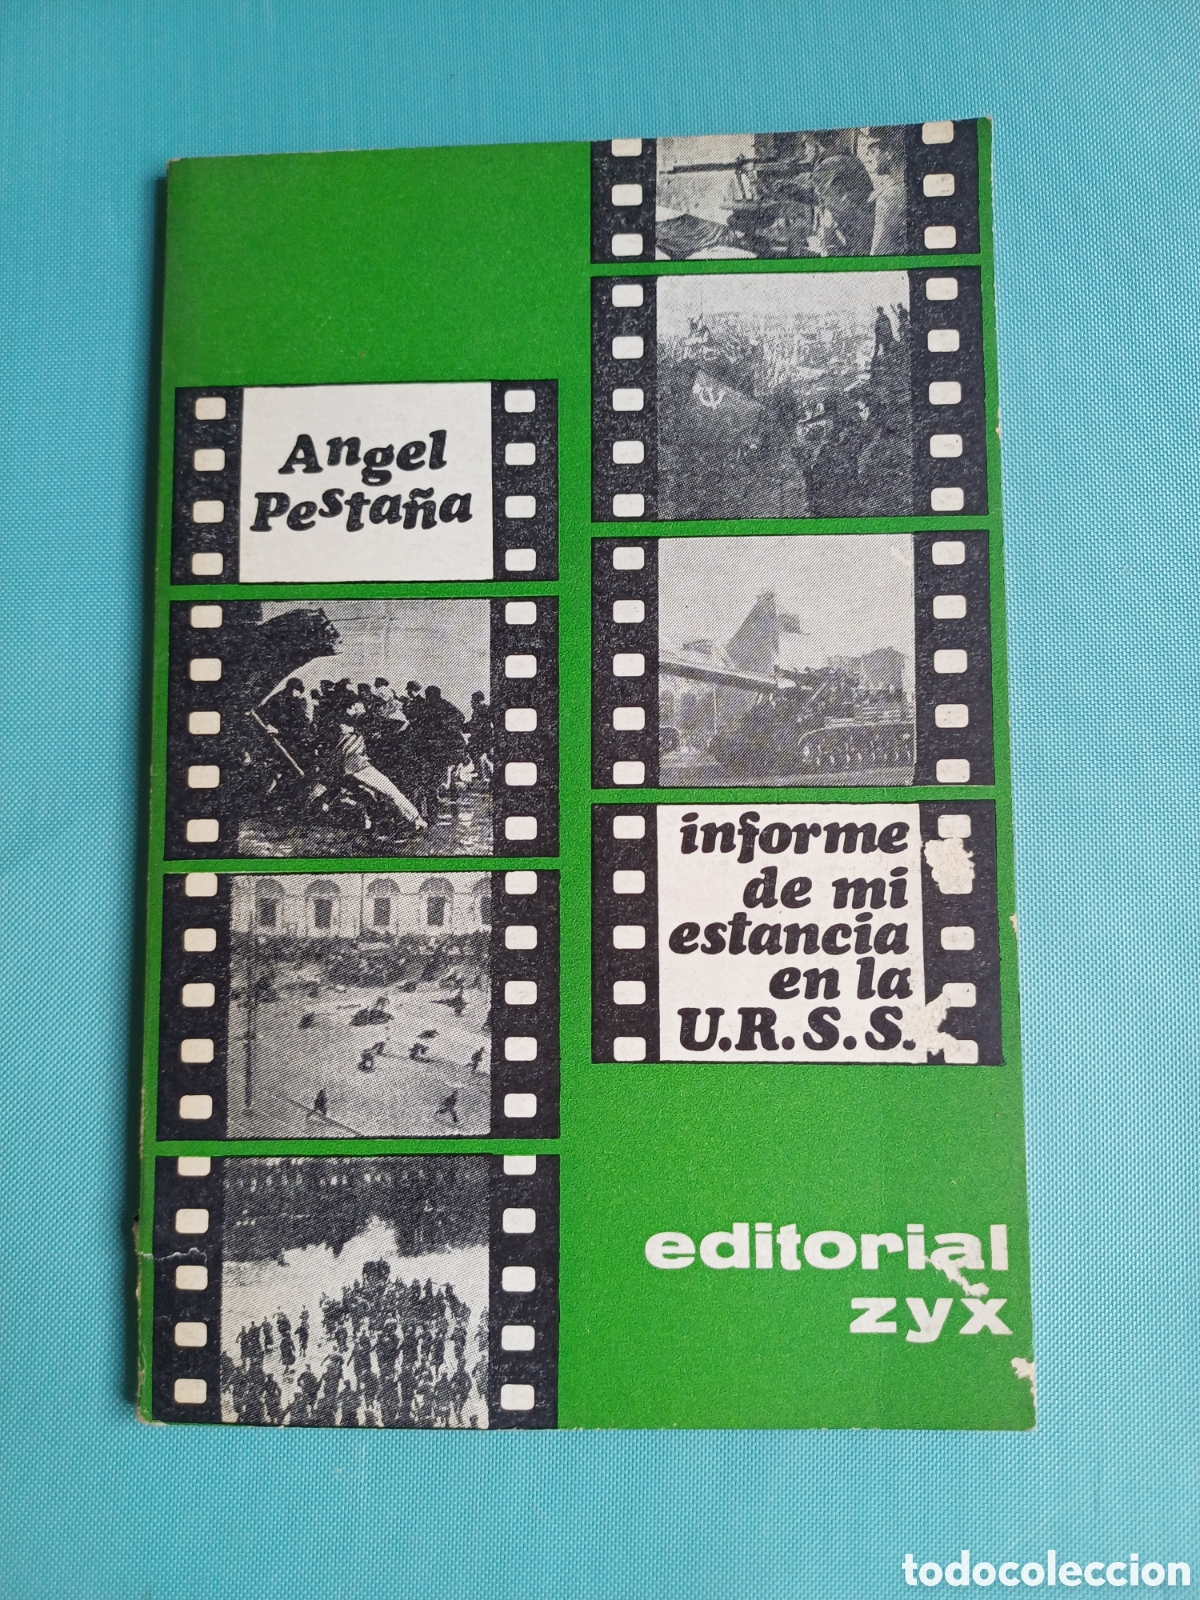 Angel
Pestaña
informe
de mi
estancia
en la
U.R.S.S.
editorial
zyx
todocoleccion